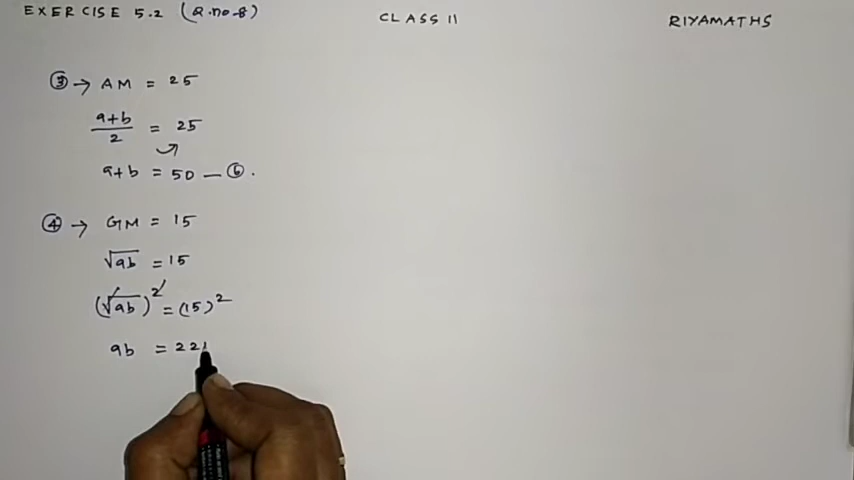 EXERCISE 5.2 (Q.no-8)
CLASS 11
RIYAMATHS
③ → AM = 25
a+b/2 = 25
a+b = 50 — ⑥.
④ → GM = 15
√ab = 15
(√ab)² = (15)²
ab = 22